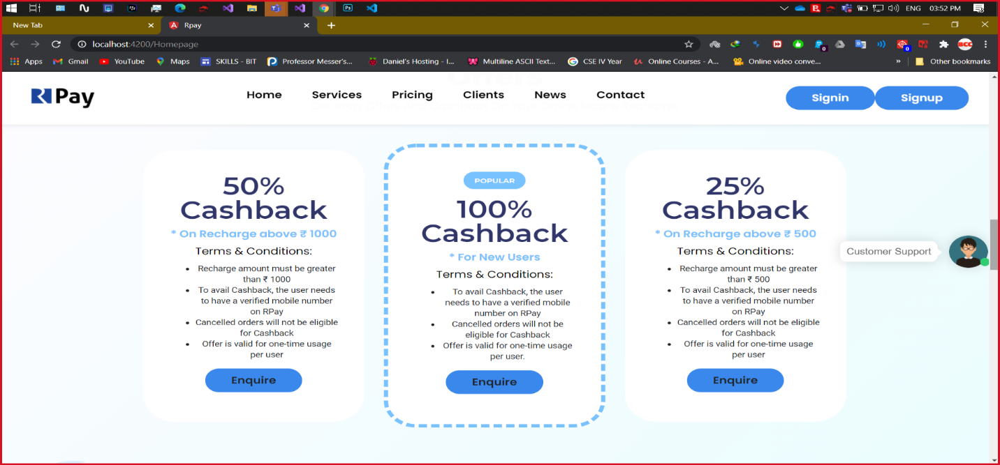 ENG 03:52 PM
New Tab
Rpay
localhost:4200/Homepage
Apps Gmail YouTube Maps SKILLS - BIT Professor Messer's... Daniel's Hosting - I... Multiline ASCII Text... CSE IV Year Online Courses - A... Online video conve... » Other bookmarks
Offers
Pay
Home Services Pricing Clients News Contact
Signin Signup
50%
Cashback
* On Recharge above ₹ 1000
Terms & Conditions:
• Recharge amount must be greater
than ₹ 1000
• To avail Cashback, the user needs
to have a verified mobile number
on RPay
• Cancelled orders will not be eligible
for Cashback
• Offer is valid for one-time usage
per user
Enquire
POPULAR
100%
Cashback
* For New Users
Terms & Conditions:
• To avail Cashback, the user
needs to have a verified mobile
number on RPay
• Cancelled orders will not be
eligible for Cashback
• Offer is valid for one-time usage
per user.
Enquire
25%
Cashback
* On Recharge above ₹ 500
Terms & Conditions:
• Recharge amount must be greater
than ₹ 500
• To avail Cashback, the user needs
to have a verified mobile number
on RPay
• Cancelled orders will not be eligible
for Cashback
• Offer is valid for one-time usage
per user
Enquire
Customer Support